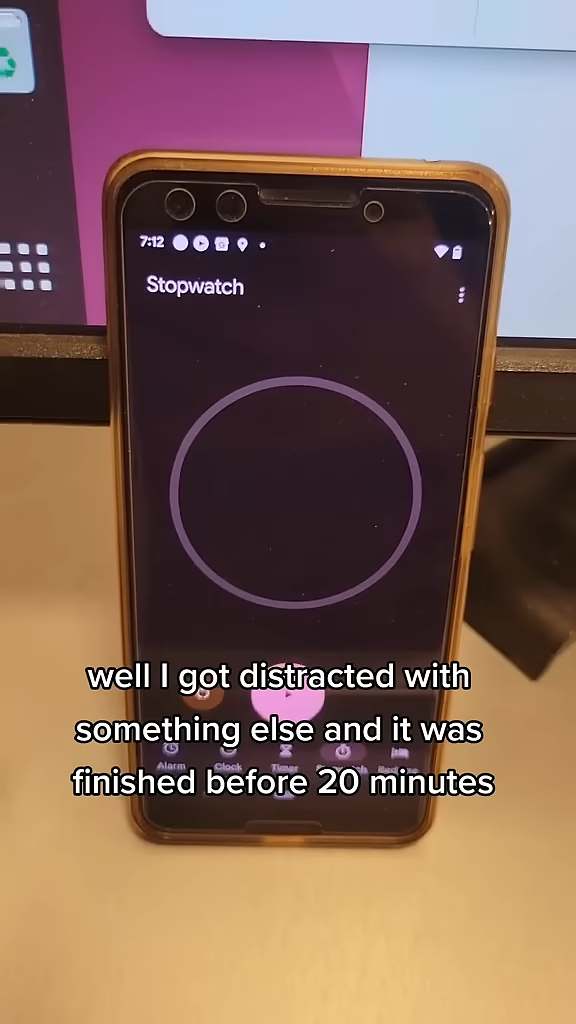 7:12
Stopwatch
well I got distracted with
something else and it was
finished before 20 minutes
Alarm
Clock
Timer